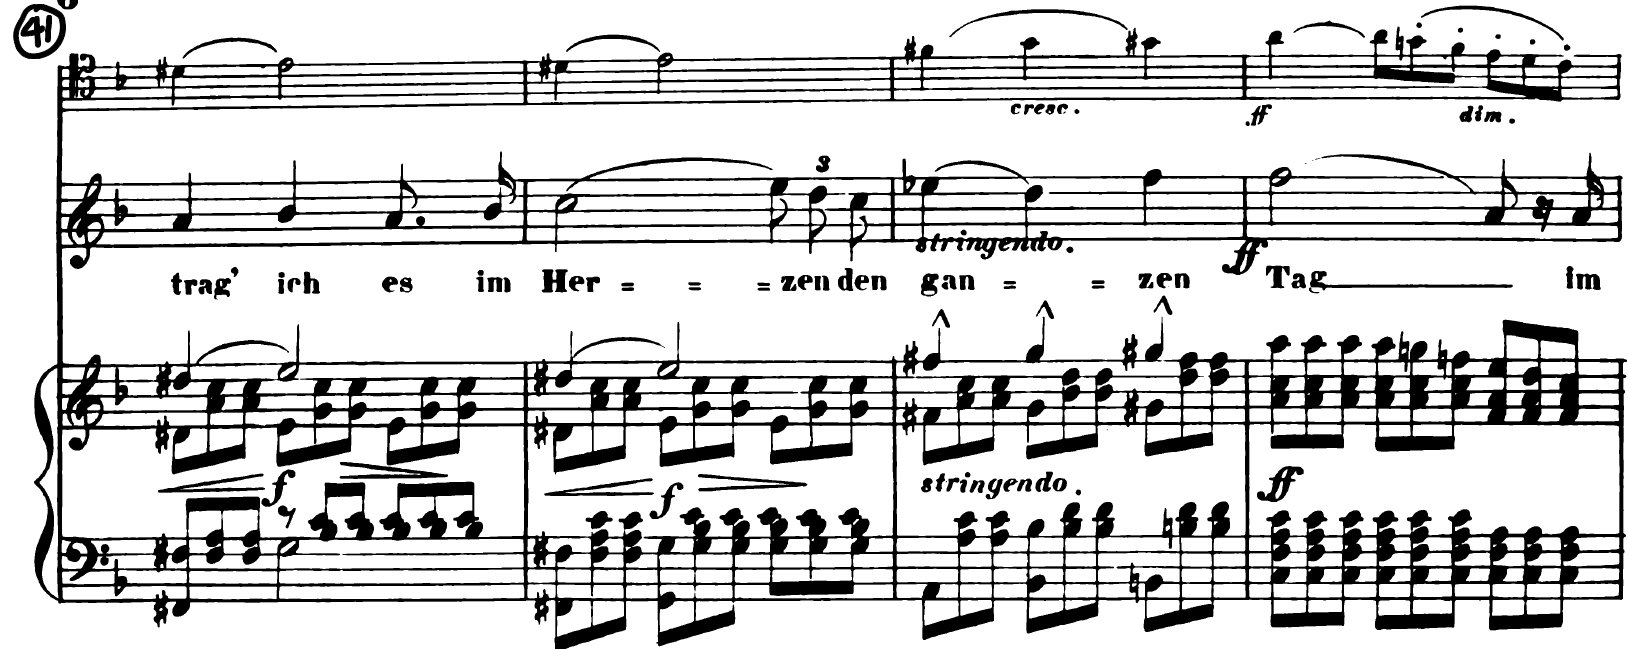 41
cresc. ff dim.
3
stringendo. ff
trag' ich es im Her - - - zen den gan - - zen Tag im
f f stringendo. ff